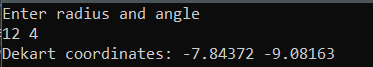 Enter radius and angle
12 4
Dekart coordinates: -7.84372 -9.08163